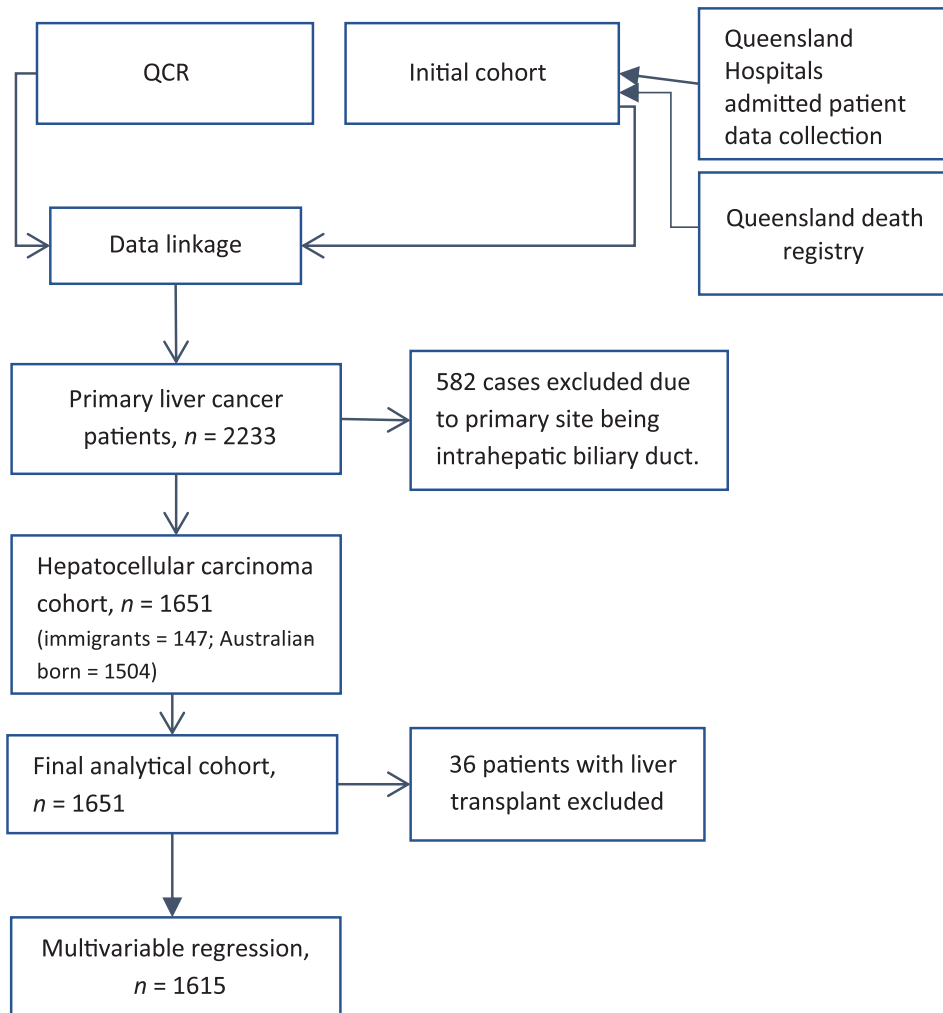 QCR
Initial cohort
Queensland
Hospitals
admitted patient
data collection
Queensland death
registry
Data linkage
Primary liver cancer
patients, n = 2233
582 cases excluded due
to primary site being
intrahepatic biliary duct.
Hepatocellular carcinoma
cohort, n = 1651
(immigrants = 147; Australian-
born = 1504)
Final analytical cohort,
n = 1651
36 patients with liver
transplant excluded
Multivariable regression,
n = 1615